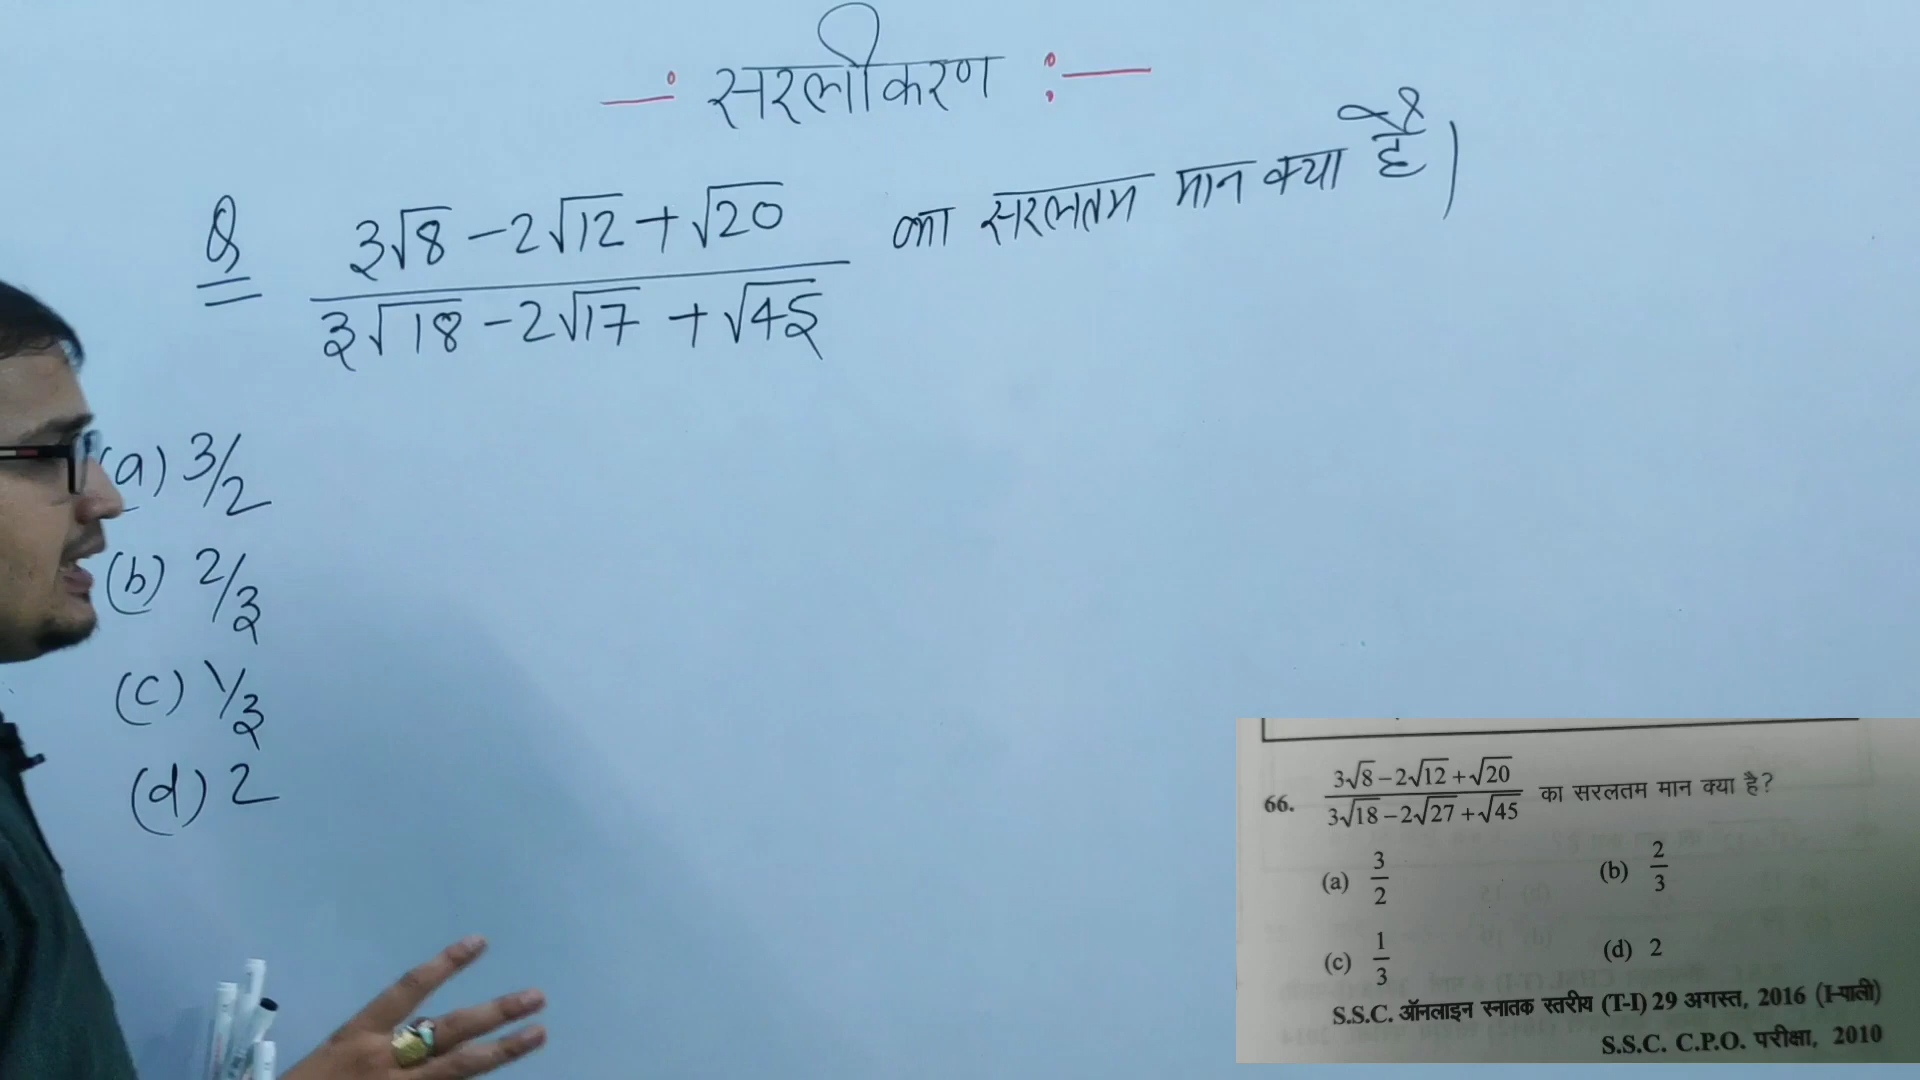 —: सरलीकरण :—
Q 3√8 - 2√12 + √20 / 3√18 - 2√17 + √45 का सरलतम मान क्या है।
(a) 3/2
(b) 2/3
(c) 1/3
(d) 2
66. 3√8 – 2√12 + √20 / 3√18 – 2√27 + √45 का सरलतम मान क्या है?
(a) 3/2 (b) 2/3
(c) 1/3 (d) 2
S.S.C. ऑनलाइन स्नातक स्तरीय (T-I) 29 अगस्त, 2016 (I-पाली)
S.S.C. C.P.O. परीक्षा, 2010